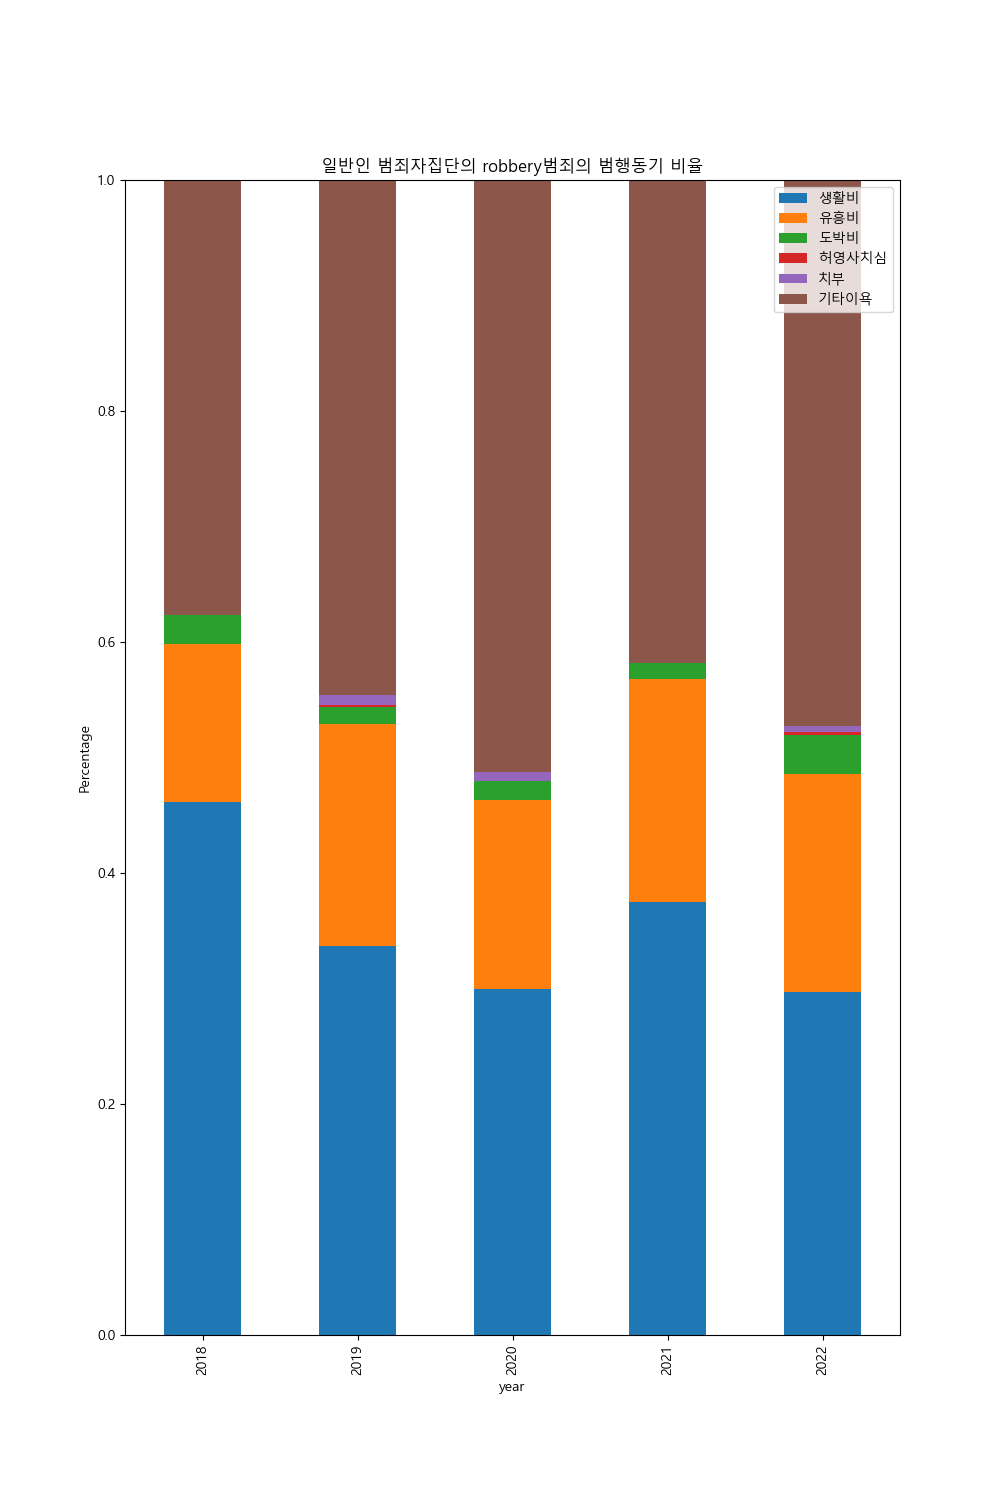 일반인 범죄자집단의 robbery범죄의 범행동기 비율
1.0
0.8
0.6
0.4
0.2
0.0
Percentage
생활비
유흥비
도박비
허영사치심
치부
기타이욕
2018
2019
2020
2021
2022
year